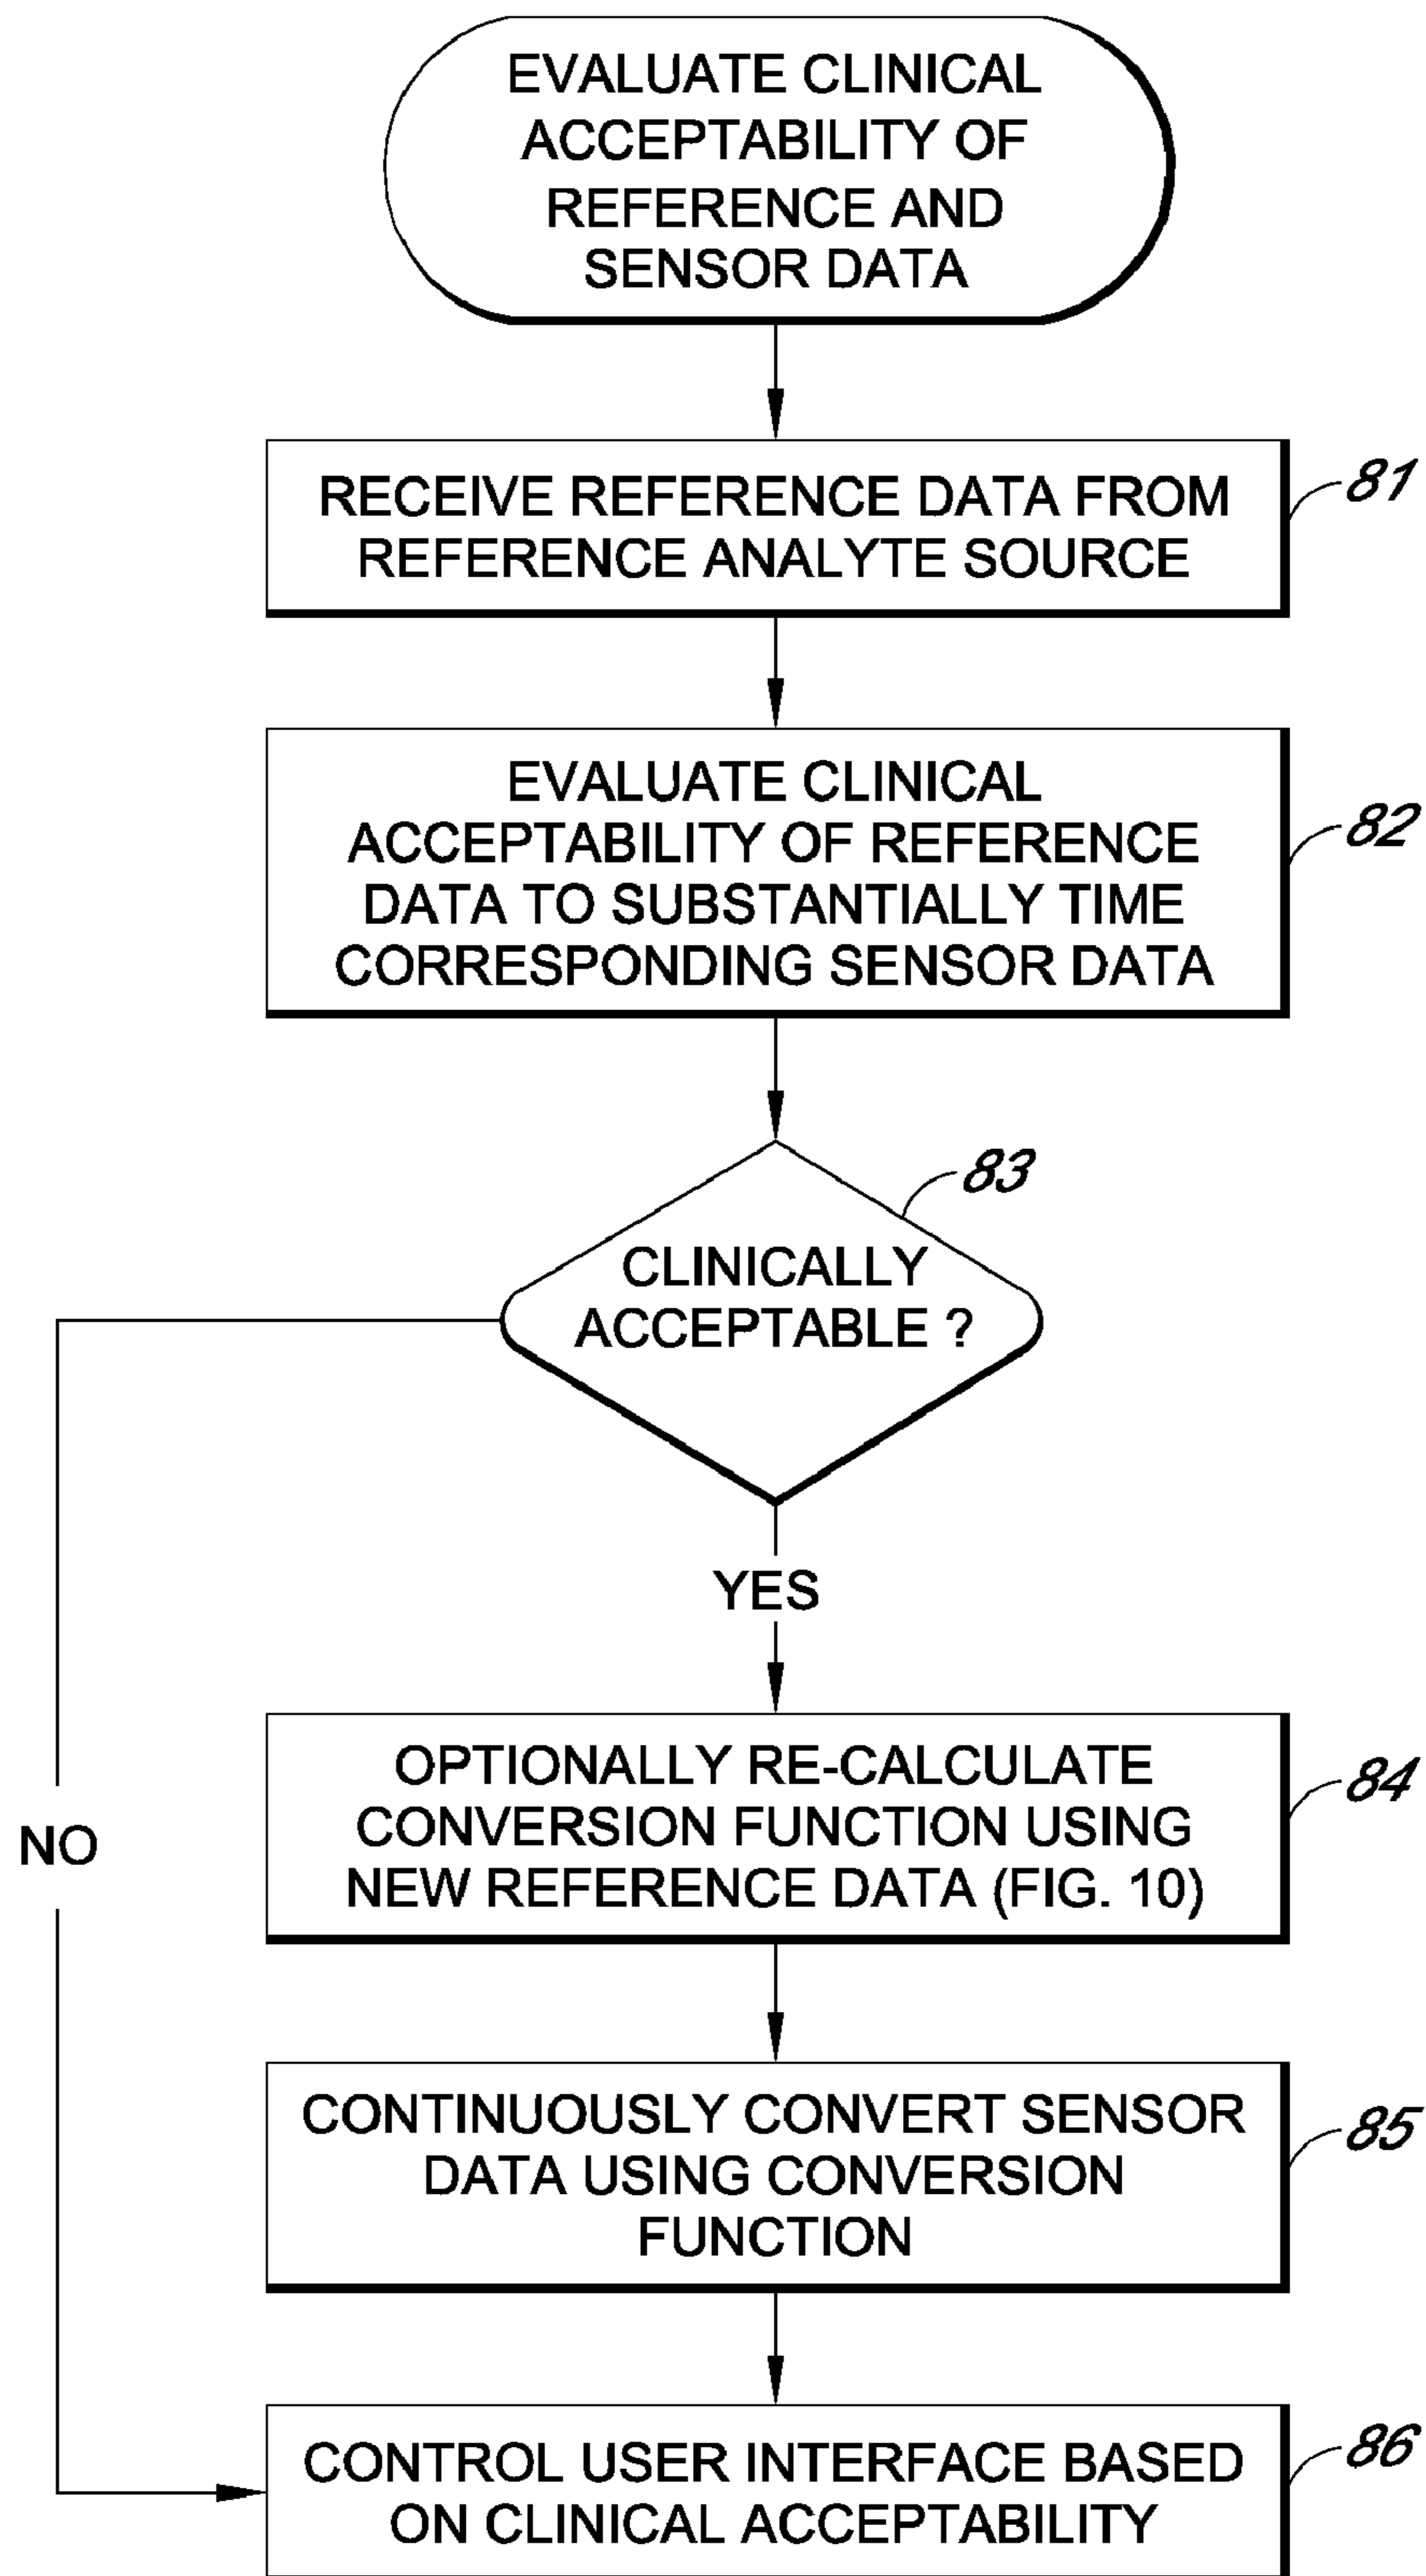 EVALUATE CLINICAL
ACCEPTABILITY OF
REFERENCE AND
SENSOR DATA
RECEIVE REFERENCE DATA FROM
REFERENCE ANALYTE SOURCE
81
EVALUATE CLINICAL
ACCEPTABILITY OF REFERENCE
DATA TO SUBSTANTIALLY TIME
CORRESPONDING SENSOR DATA
82
83
CLINICALLY
ACCEPTABLE ?
YES
NO
OPTIONALLY RE-CALCULATE
CONVERSION FUNCTION USING
NEW REFERENCE DATA (FIG. 10)
84
CONTINUOUSLY CONVERT SENSOR
DATA USING CONVERSION
FUNCTION
85
CONTROL USER INTERFACE BASED
ON CLINICAL ACCEPTABILITY
86